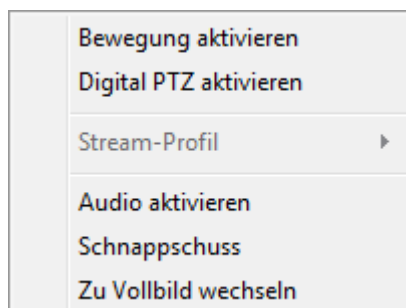 Bewegung aktivieren
Digital PTZ aktivieren
Stream-Profil
Audio aktivieren
Schnappschuss
Zu Vollbild wechseln